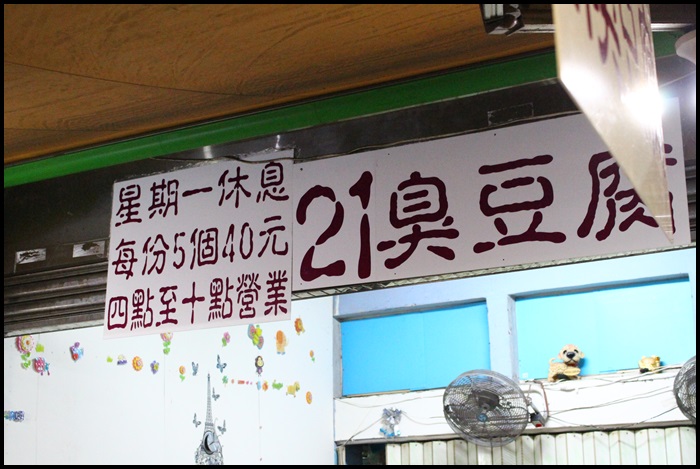 星期一休息
每份5個40元
四點至十點營業
21臭豆腐